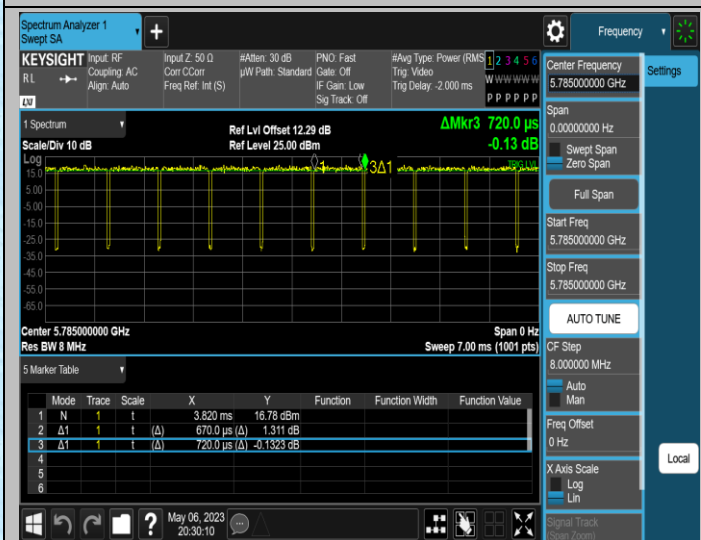 Spectrum Analyzer 1
Swept SA
+
Frequency
KEYSIGHT
RL
LXI
Input: RF
Coupling: AC
Align: Auto
Input Z: 50 Ω
Corr CCorr
Freq Ref: Int (S)
#Atten: 30 dB
µW Path: Standard
PNO: Fast
Gate: Off
IF Gain: Low
Sig Track: Off
#Avg Type: Power (RMS
Trig: Video
Trig Delay: -2.000 ms
1 2 3 4 5 6
W W W W W W
P P P P P P
1 Spectrum
Scale/Div 10 dB
Ref Lvl Offset 12.29 dB
Ref Level 25.00 dBm
ΔMkr3 720.0 µs
-0.13 dB
Log
15.0
5.00
-5.00
-15.0
-25.0
-35.0
-45.0
-55.0
-65.0
1
3Δ1
TRIG LVL
Center 5.785000000 GHz
Res BW 8 MHz
Span 0 Hz
Sweep 7.00 ms (1001 pts)
5 Marker Table
Mode Trace Scale X Y Function Function Width Function Value
1 N 1 t 3.820 ms 16.78 dBm
2 Δ1 1 t (Δ) 670.0 µs (Δ) 1.311 dB
3 Δ1 1 t (Δ) 720.0 µs (Δ) -0.1323 dB
4
5
6
May 06, 2023
20:30:10
?
Center Frequency
5.785000000 GHz
Settings
Span
0.00000000 Hz
Swept Span
Zero Span
Full Span
Start Freq
5.785000000 GHz
Stop Freq
5.785000000 GHz
AUTO TUNE
CF Step
8.000000 MHz
Auto
Man
Freq Offset
0 Hz
X Axis Scale
Log
Lin
Signal Track
(Span Zoom)
Local